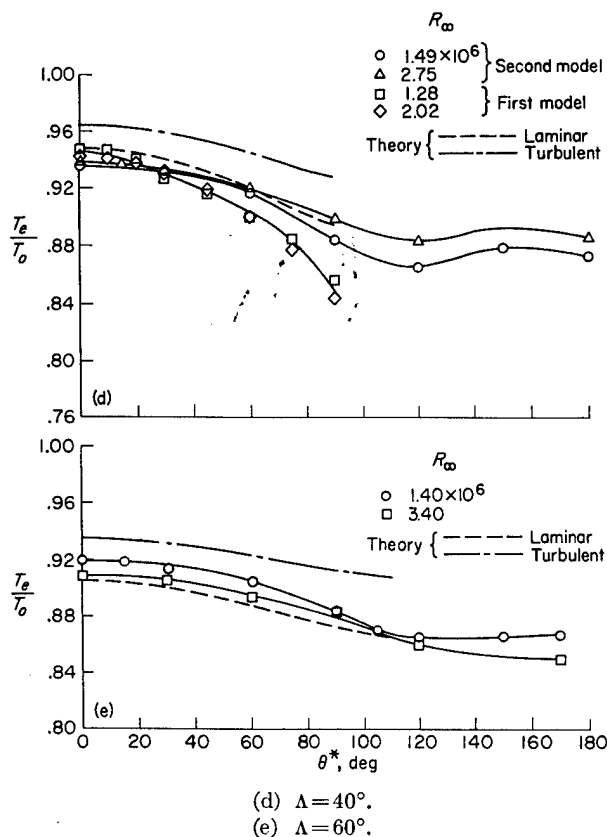 R∞
1.49×10⁶
2.75
Second model
1.28
2.02
First model
Theory
Laminar
Turbulent
1.00
.96
.92
.88
.84
.80
.76
Te/To
(d)
R∞
1.40×10⁶
3.40
Theory
Laminar
Turbulent
1.00
.96
.92
.88
.84
.80
Te/To
(e)
0 20 40 60 80 100 120 140 160 180
θ*, deg
(d) Λ=40°.
(e) Λ=60°.